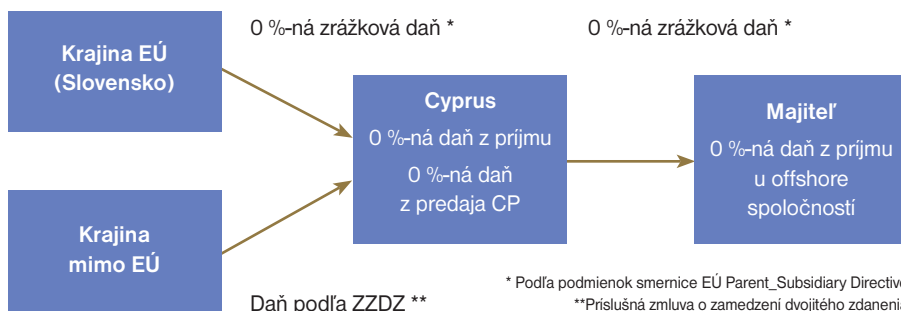 0 %-ná zrážková daň *
0 %-ná zrážková daň *
Krajina EÚ
(Slovensko)
Cyprus
0 %-ná daň z príjmu
0 %-ná daň
z predaja CP
Majiteľ
0 %-ná daň z príjmu
u offshore
spoločností
Krajina
mimo EÚ
Daň podľa ZZDZ **
* Podľa podmienok smernice EÚ Parent_Subsidiary Directive
**Príslušná zmluva o zamedzení dvojitého zdanenia